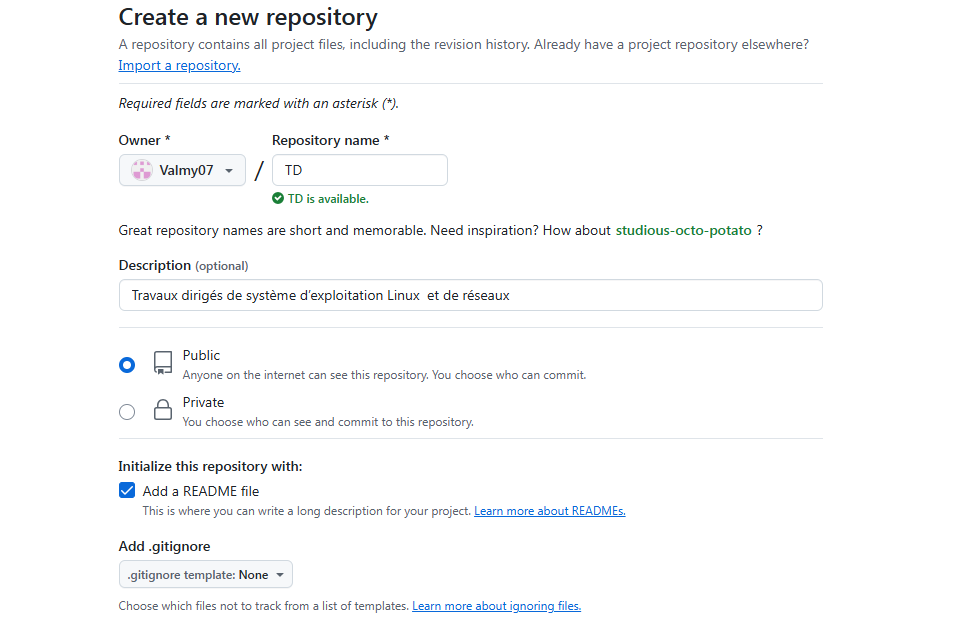 Create a new repository
A repository contains all project files, including the revision history. Already have a project repository elsewhere?
Import a repository.
Required fields are marked with an asterisk (*).
Owner * Repository name *
Valmy07 / TD
TD is available.
Great repository names are short and memorable. Need inspiration? How about studious-octo-potato ?
Description (optional)
Travaux dirigés de système d'exploitation Linux et de réseaux
Public
Anyone on the internet can see this repository. You choose who can commit.
Private
You choose who can see and commit to this repository.
Initialize this repository with:
Add a README file
This is where you can write a long description for your project. Learn more about READMEs.
Add .gitignore
.gitignore template: None
Choose which files not to track from a list of templates. Learn more about ignoring files.